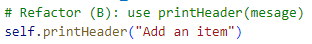 # Refactor (B): use printHeader(mesage)
self.printHeader("Add an item")